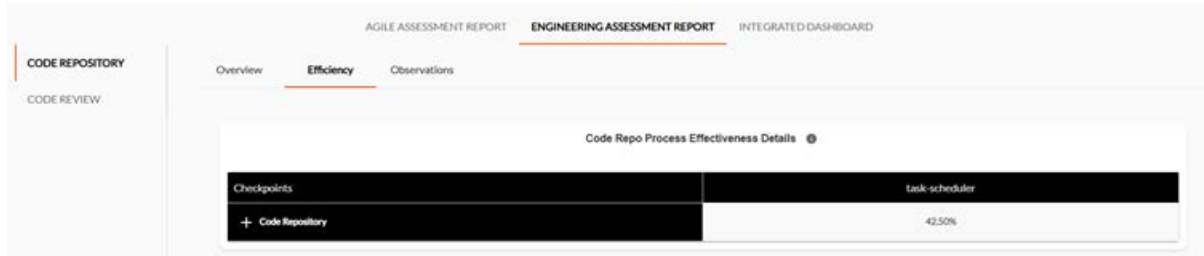 AGILE ASSESSMENT REPORT ENGINEERING ASSESSMENT REPORT INTEGRATED DASHBOARD
CODE REPOSITORY
Overview Efficiency Observations
CODE REVIEW
Code Repo Process Effectiveness Details
Checkpoints task-scheduler
+ Code Repository 42.50%